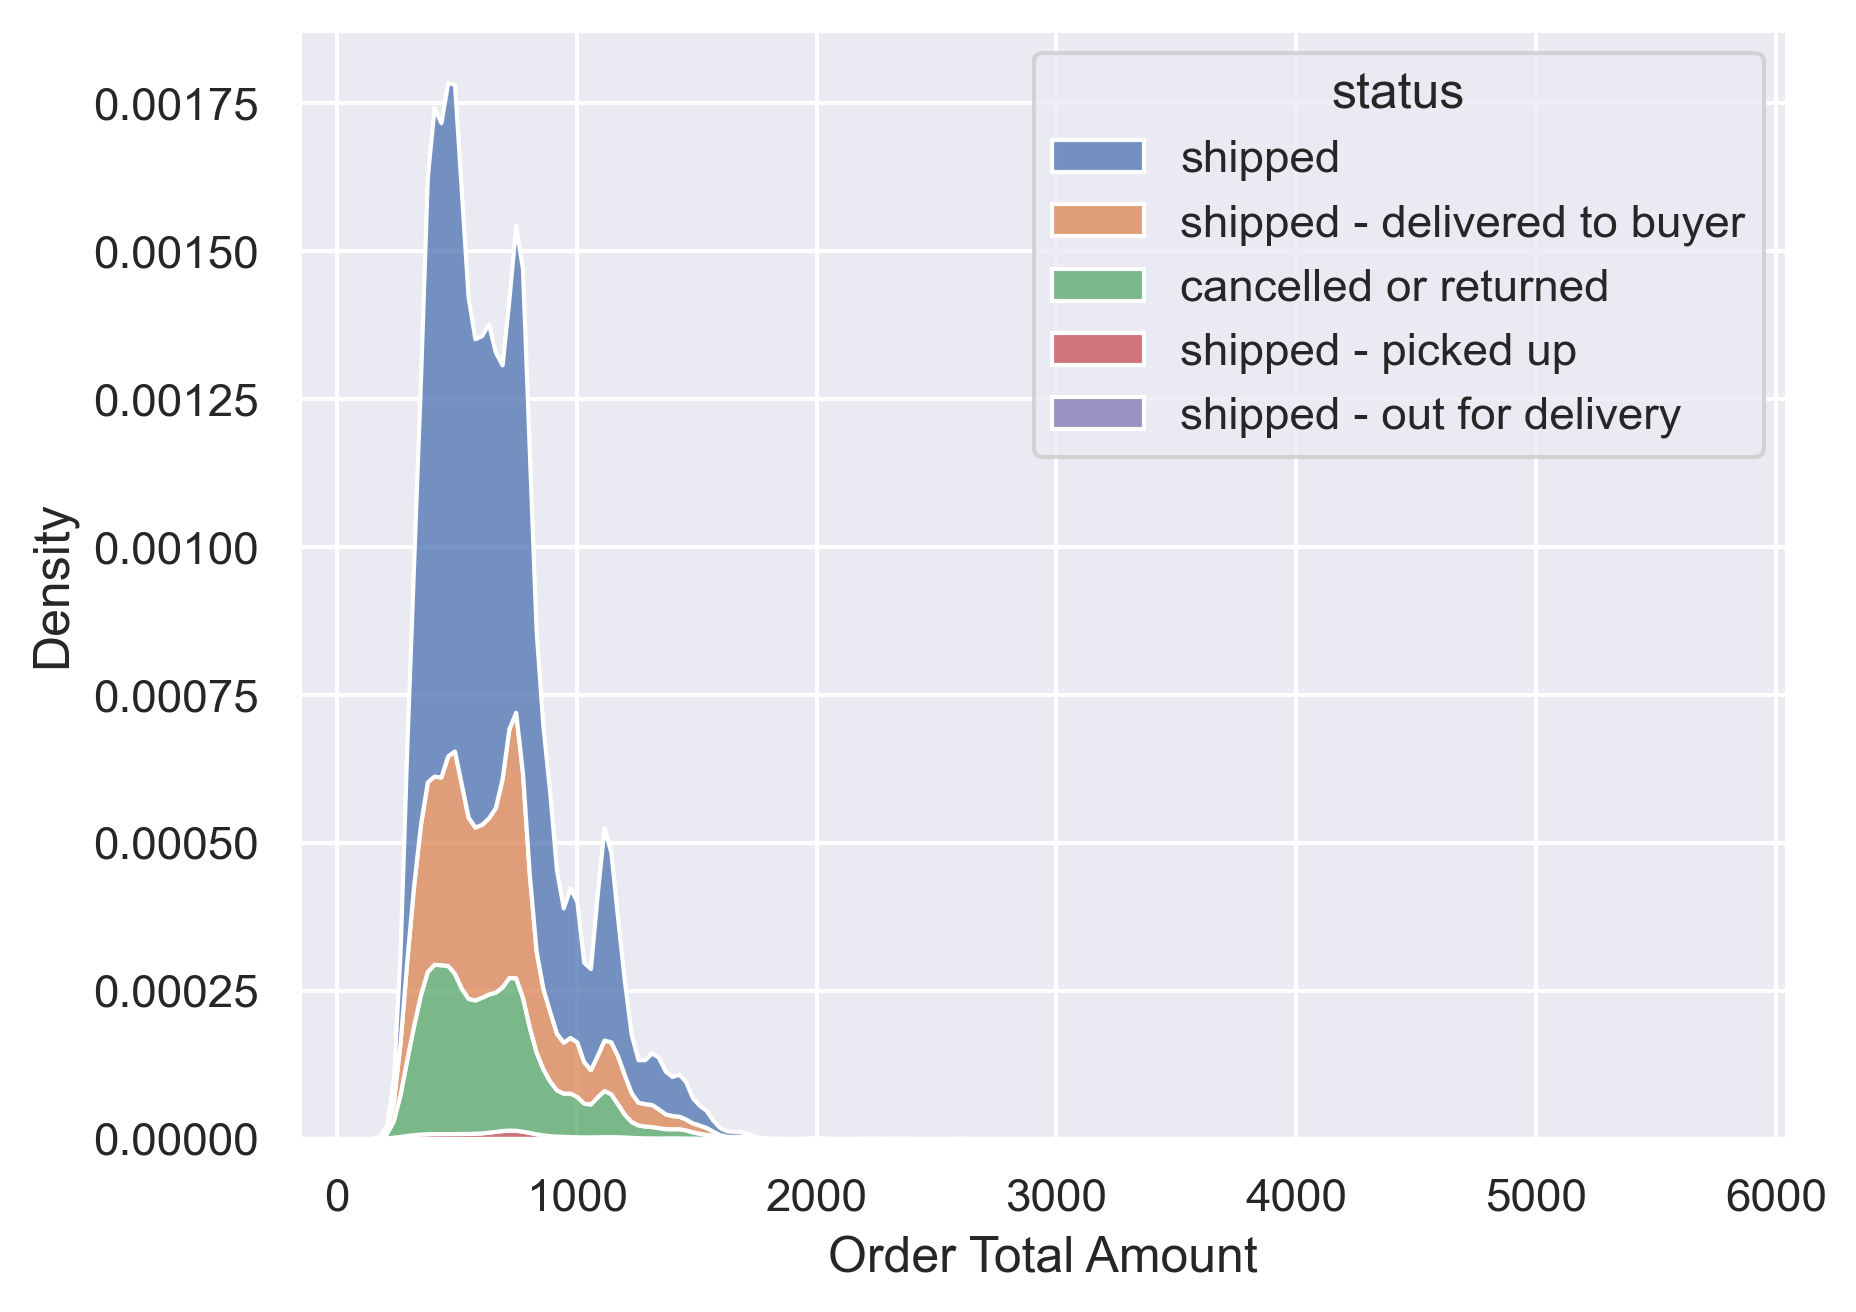 status
shipped
shipped - delivered to buyer
cancelled or returned
shipped - picked up
shipped - out for delivery
Density
0.00175
0.00150
0.00125
0.00100
0.00075
0.00050
0.00025
0.00000
0 1000 2000 3000 4000 5000 6000
Order Total Amount